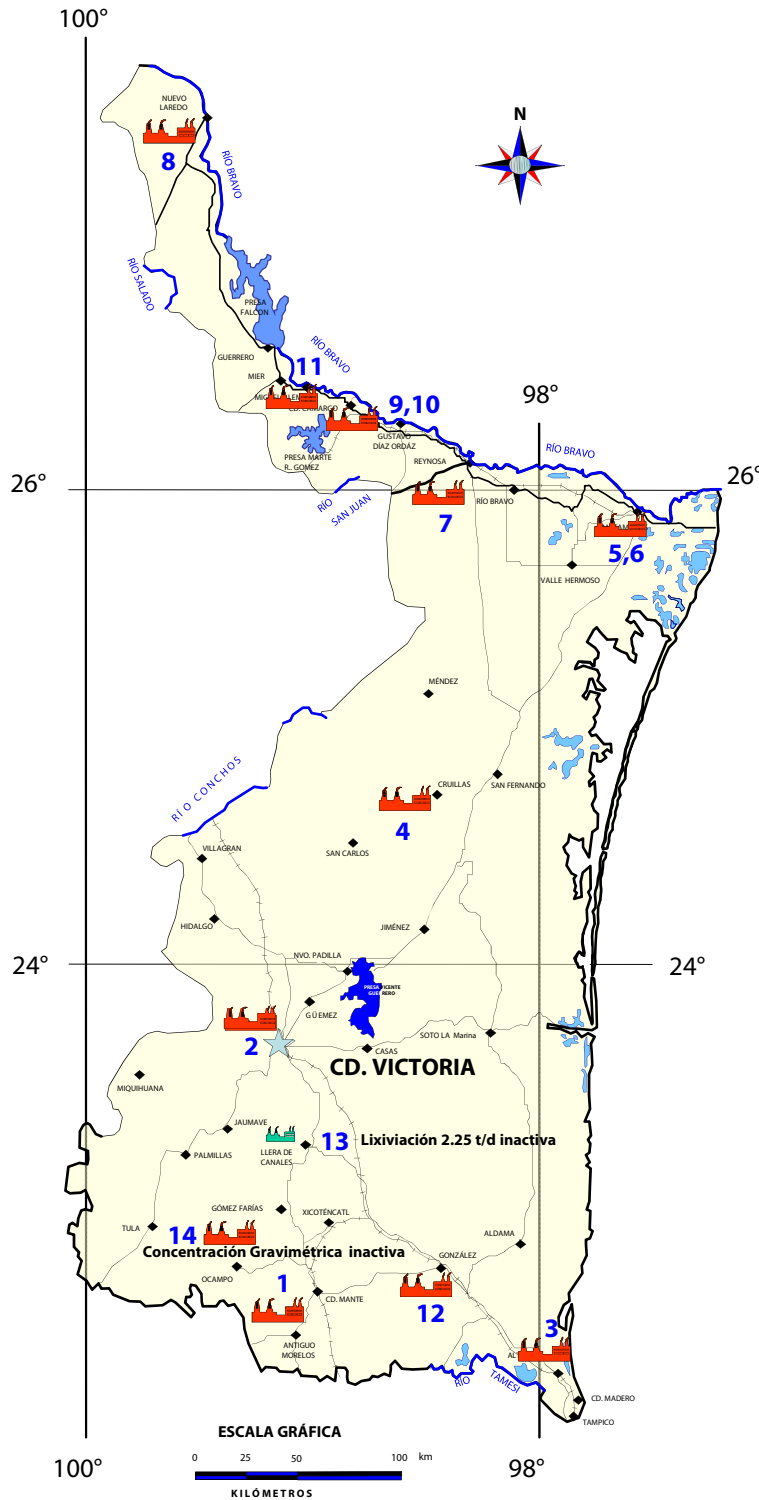 100°
N
NUEVO
LAREDO
8
RÍO BRAVO
RÍO SALADO
PRESA
FALCON
GUERRERO
RÍO BRAVO
11
MIER
9,10
98°
CD. CAMARGO
GUSTAVO
DÍAZ ORDÁZ
PRESA MARTE
R. GOMEZ
REYNOSA
RÍO BRAVO
26°
26°
RÍO
SAN JUAN
7
RÍO BRAVO
5,6
VALLE HERMOSO
MÉNDEZ
RÍO CONCHOS
CRUILLAS
SAN FERNANDO
4
SAN CARLOS
VILLAGRAN
HIDALGO
JIMÉNEZ
NVO. PADILLA
24°
24°
PRESA VICENTE
GUERRERO
GÜEMEZ
2
SOTO LA Marina
CASAS
CD. VICTORIA
MIQUIHUANA
JAUMAVE
13
Lixiviación 2.25 t/d inactiva
LLERA DE
CANALES
PALMILLAS
GÓMEZ FARÍAS
XICOTÉNCATL
TULA
14
ALDAMA
Concentración Gravimétrica inactiva
GONZÁLEZ
OCAMPO
1
CD. MANTE
12
3
ANTIGUO
MORELOS
RÍO
TAMESI
CD. MADERO
TAMPICO
ESCALA GRÁFICA
0 25 50 100 km
KILÓMETROS
100°
98°